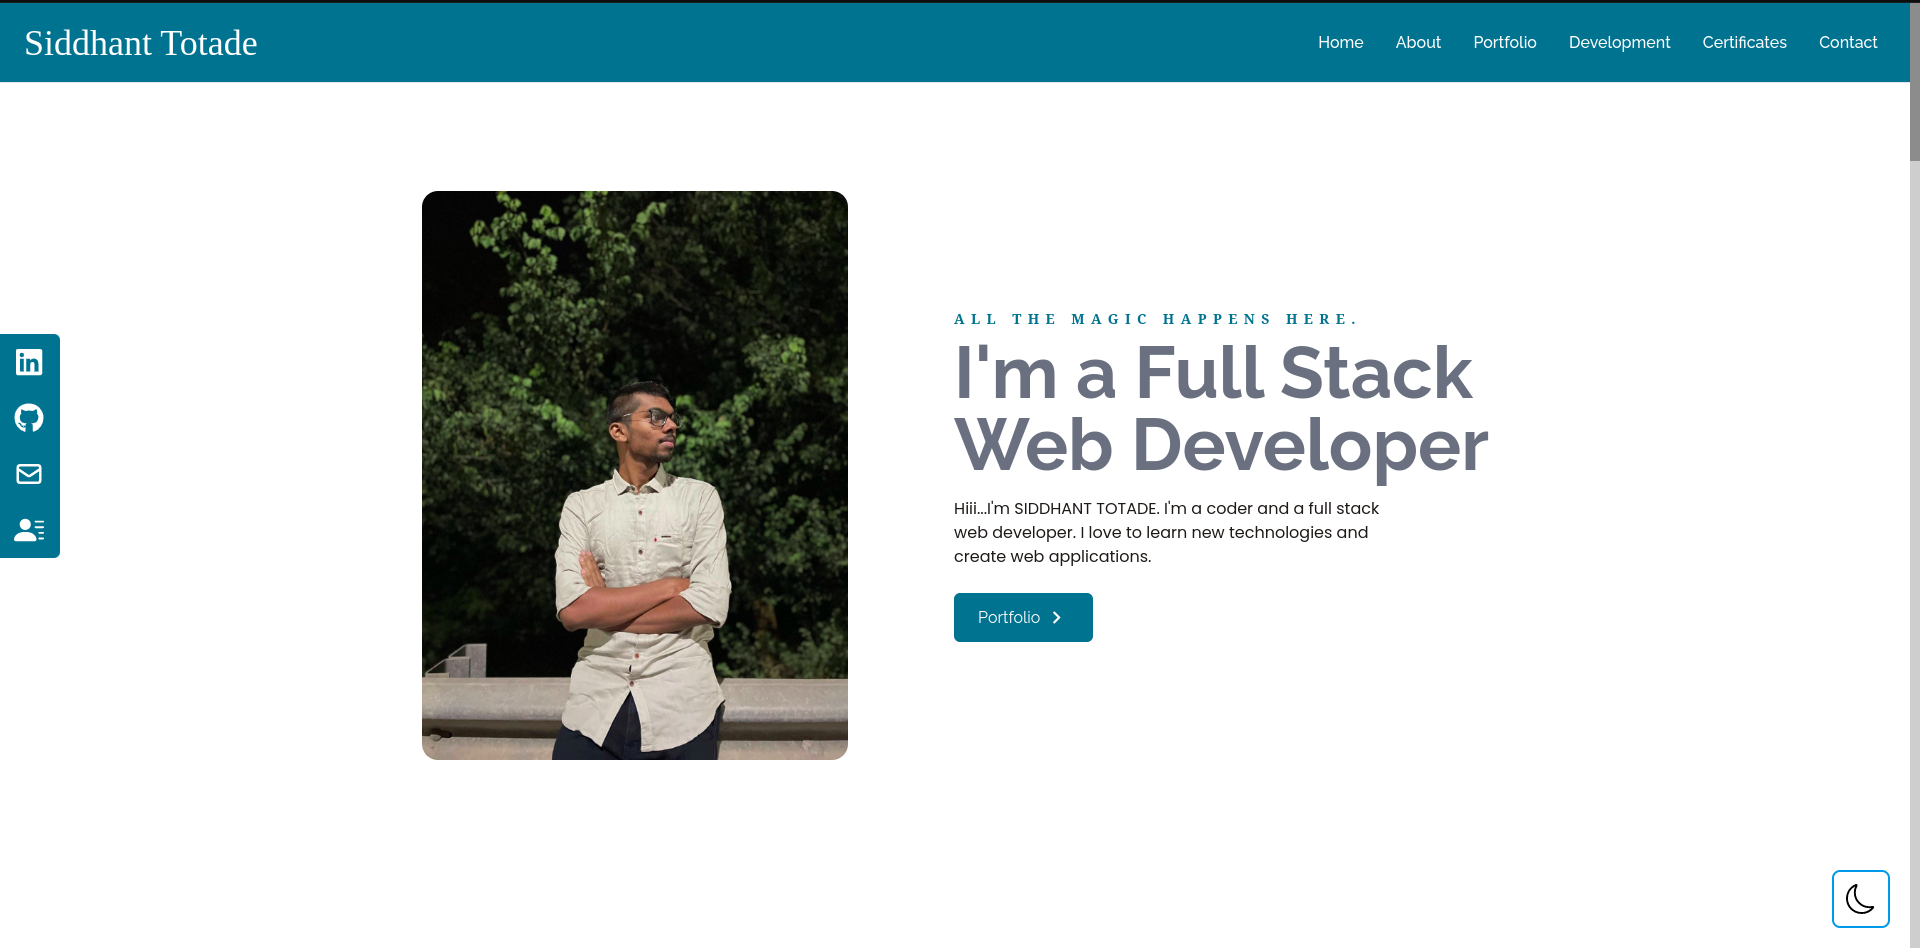 Siddhant Totade
Home About Portfolio Development Certificates Contact
ALL THE MAGIC HAPPENS HERE.
I'm a Full Stack
Web Developer
Hiii...I'm SIDDHANT TOTADE. I'm a coder and a full stack
web developer. I love to learn new technologies and
create web applications.
Portfolio